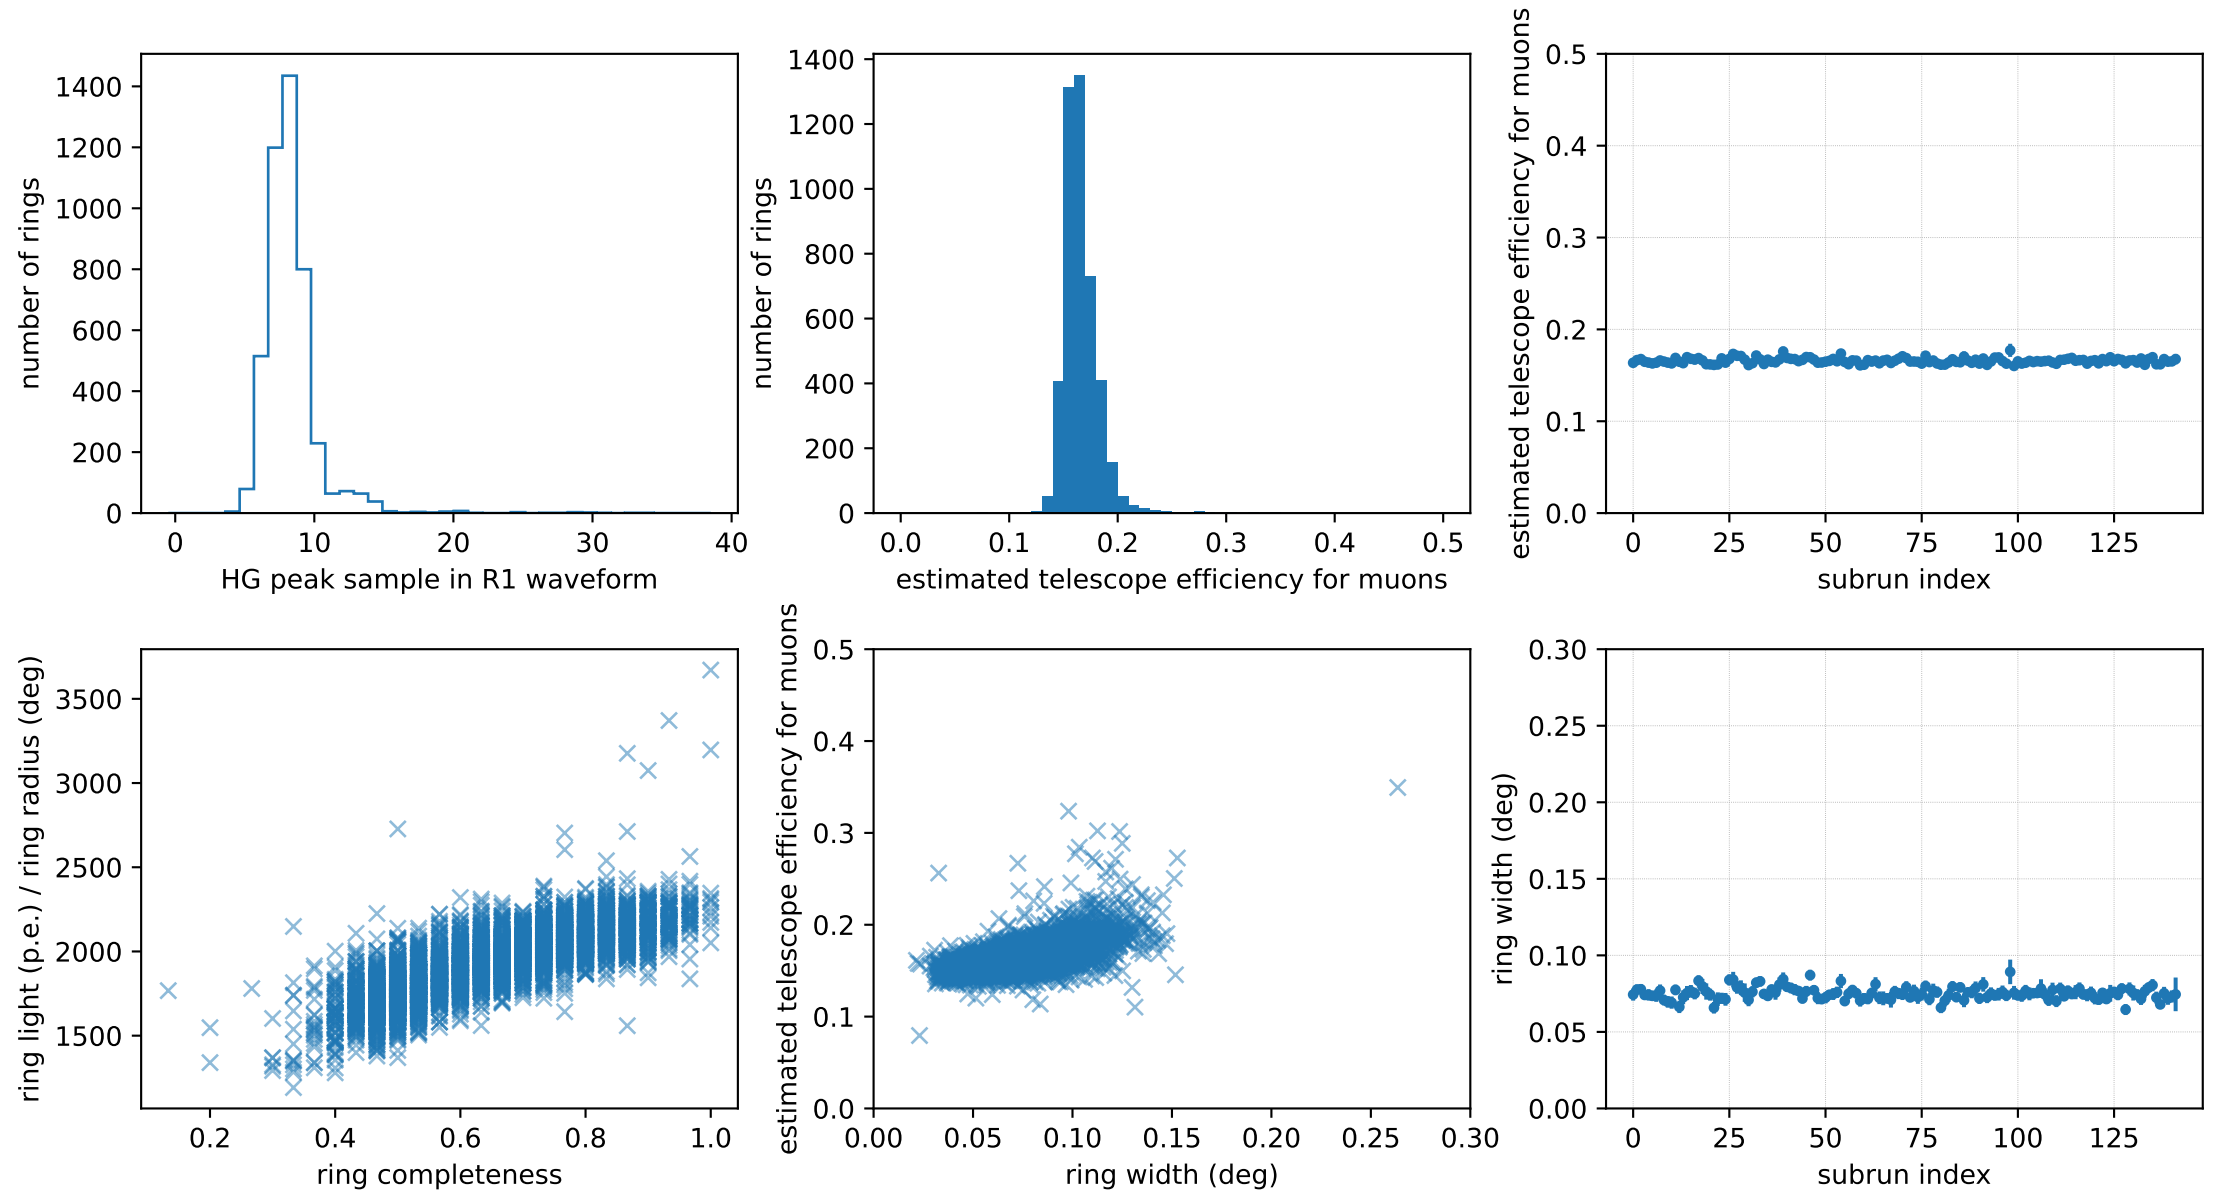 1400
1200
1000
800
600
400
200
0
number of rings
0 10 20 30 40
HG peak sample in R1 waveform
1400
1200
1000
800
600
400
200
0
number of rings
0.0 0.1 0.2 0.3 0.4 0.5
estimated telescope efficiency for muons
0.5
0.4
0.3
0.2
0.1
0.0
estimated telescope efficiency for muons
0 25 50 75 100 125
subrun index
3500
3000
2500
2000
1500
ring light (p.e.) / ring radius (deg)
0.2 0.4 0.6 0.8 1.0
ring completeness
0.5
0.4
0.3
0.2
0.1
0.0
estimated telescope efficiency for muons
0.00 0.05 0.10 0.15 0.20 0.25 0.30
ring width (deg)
0.30
0.25
0.20
0.15
0.10
0.05
0.00
ring width (deg)
0 25 50 75 100 125
subrun index